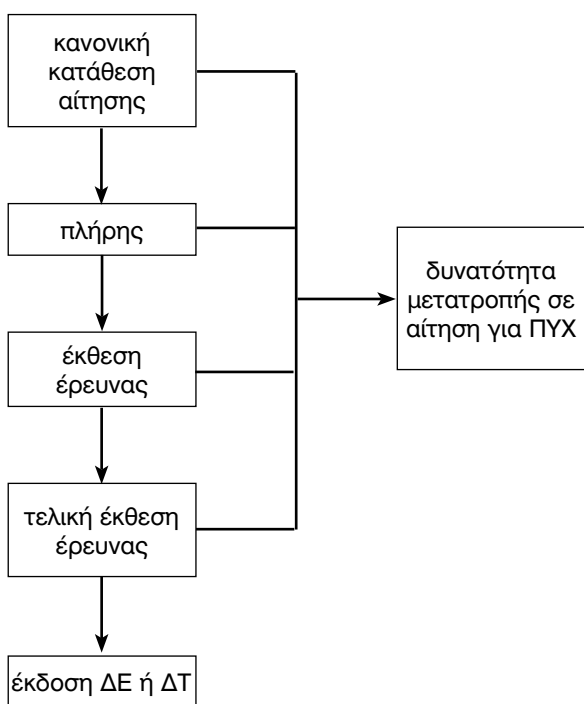 κανονική
κατάθεση
αίτησης
πλήρης
δυνατότητα
μετατροπής σε
αίτηση για ΠΥΧ
έκθεση
έρευνας
τελική έκθεση
έρευνας
έκδοση ΔΕ ή ΔΤ